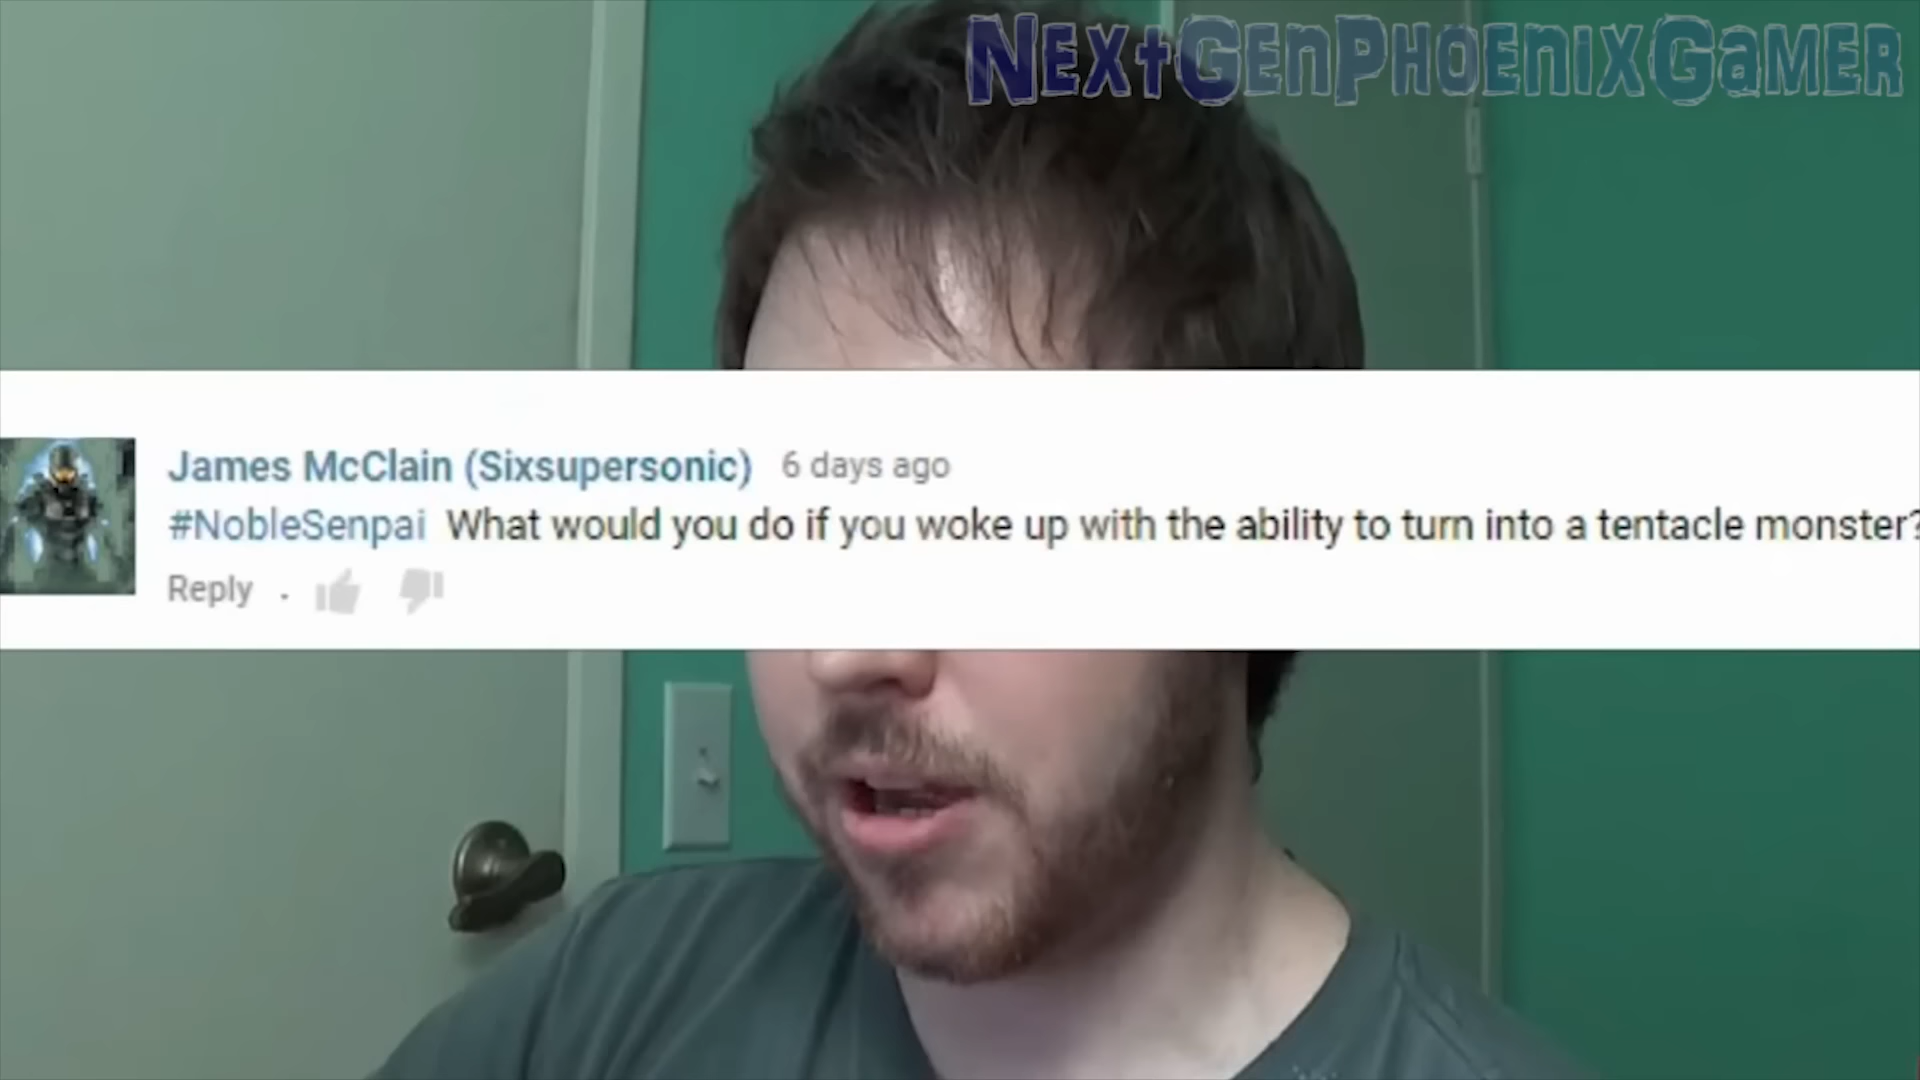 NextGenPhoenixGamer
James McClain (Sixsupersonic) 6 days ago
#NobleSenpai What would you do if you woke up with the ability to turn into a tentacle monster?
Reply .